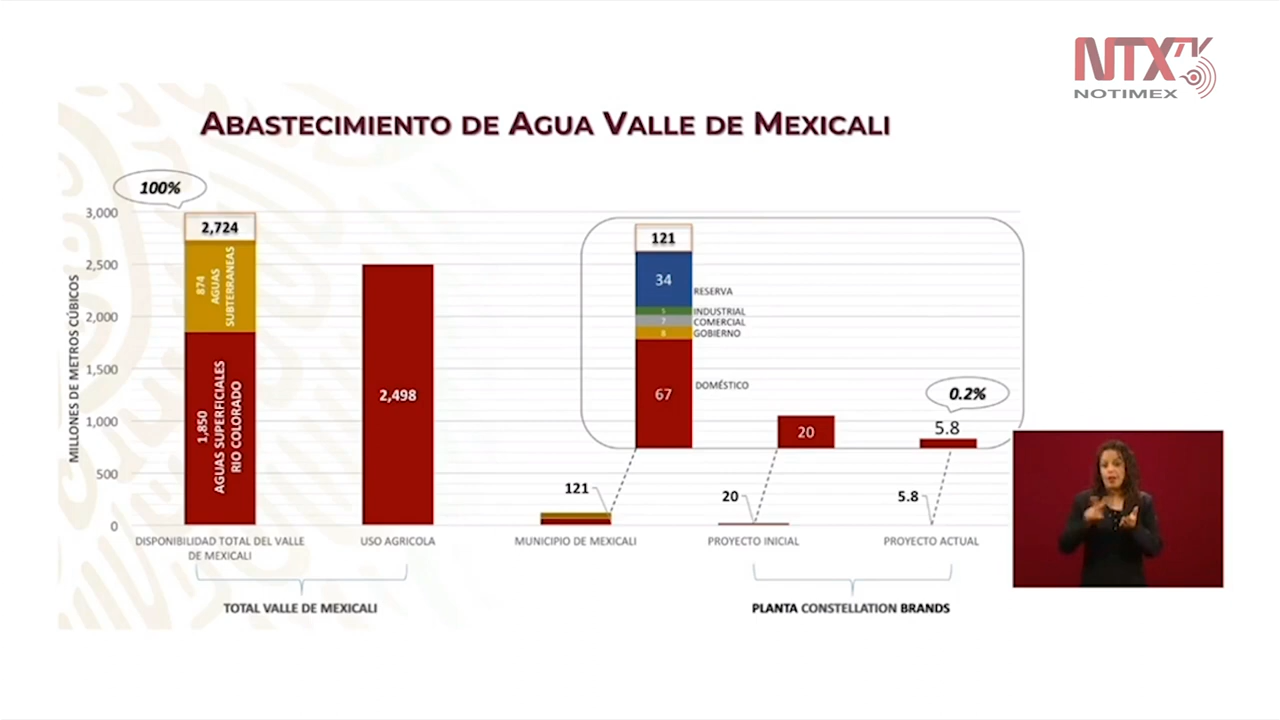 NTX TV
NOTIMEX
ABASTECIMIENTO DE AGUA VALLE DE MEXICALI
100%
MILLONES DE METROS CÚBICOS
3,000
2,500
2,000
1,500
1,000
500
0
2,724
874
AGUAS
SUBTERRANEAS
1,850
AGUAS SUPERFICIALES
RIO COLORADO
2,498
121
34
RESERVA
5
INDUSTRIAL
7
COMERCIAL
8
GOBIERNO
67
DOMÉSTICO
20
0.2%
5.8
121
20
5.8
DISPONIBILIDAD TOTAL DEL VALLE
DE MEXICALI
USO AGRICOLA
MUNICIPIO DE MEXICALI
PROYECTO INICIAL
PROYECTO ACTUAL
TOTAL VALLE DE MEXICALI
PLANTA CONSTELLATION BRANDS